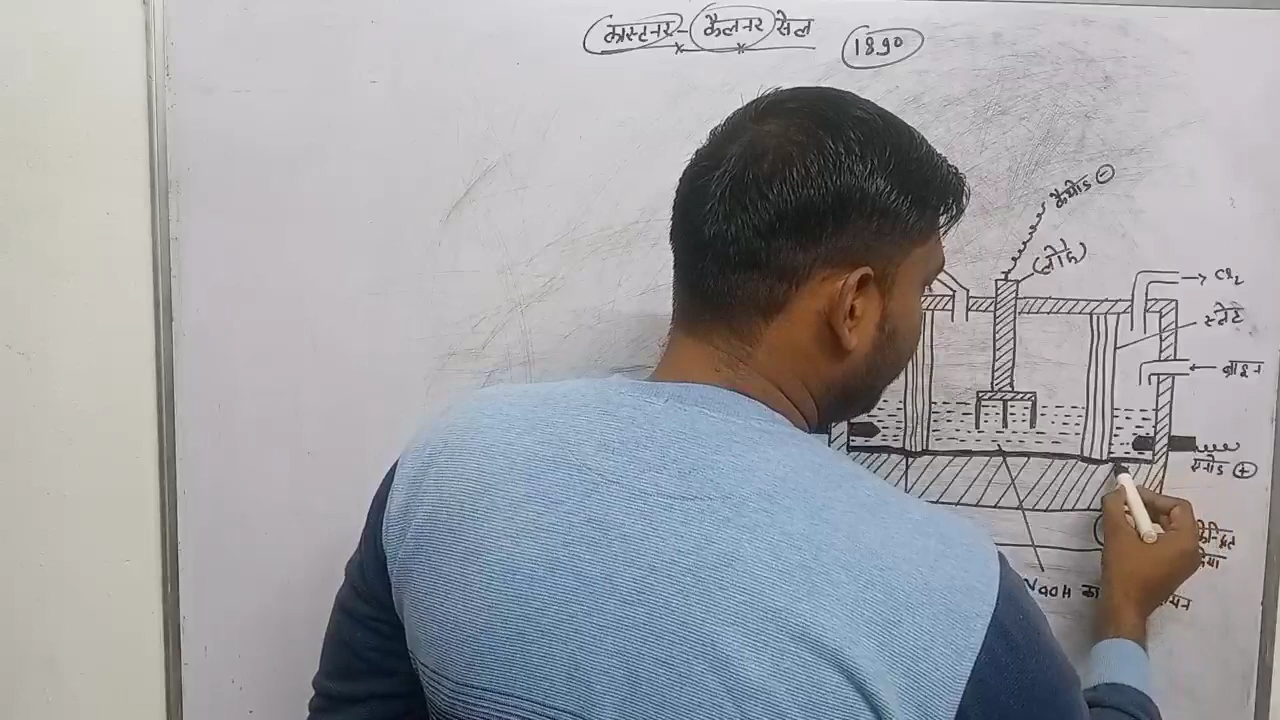 कास्टनर - कैलनर सेल
1890
कैथोड -
(लोहे)
Cl₂
स्लेट
ब्राइन
एनोड +
NaOH का